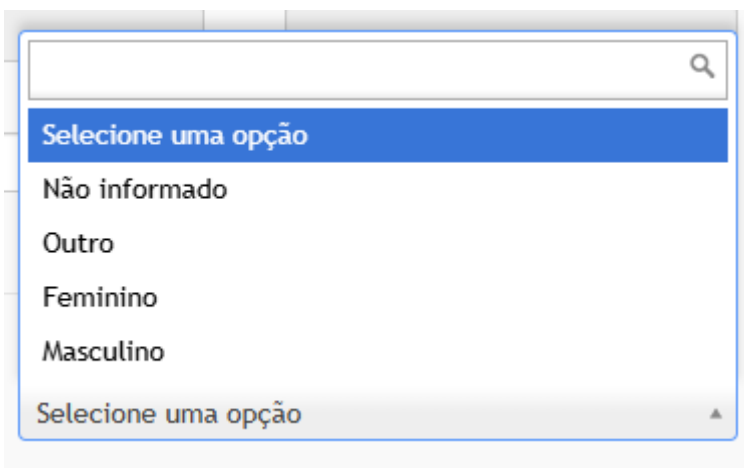 Selecione uma opção
Não informado
Outro
Feminino
Masculino
Selecione uma opção